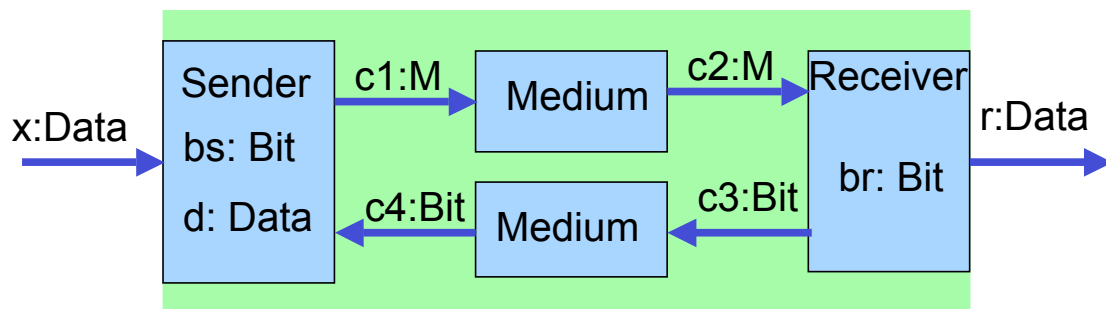 x:Data
Sender
bs: Bit
d: Data
c1:M
Medium
c2:M
Receiver
br: Bit
r:Data
c4:Bit
Medium
c3:Bit